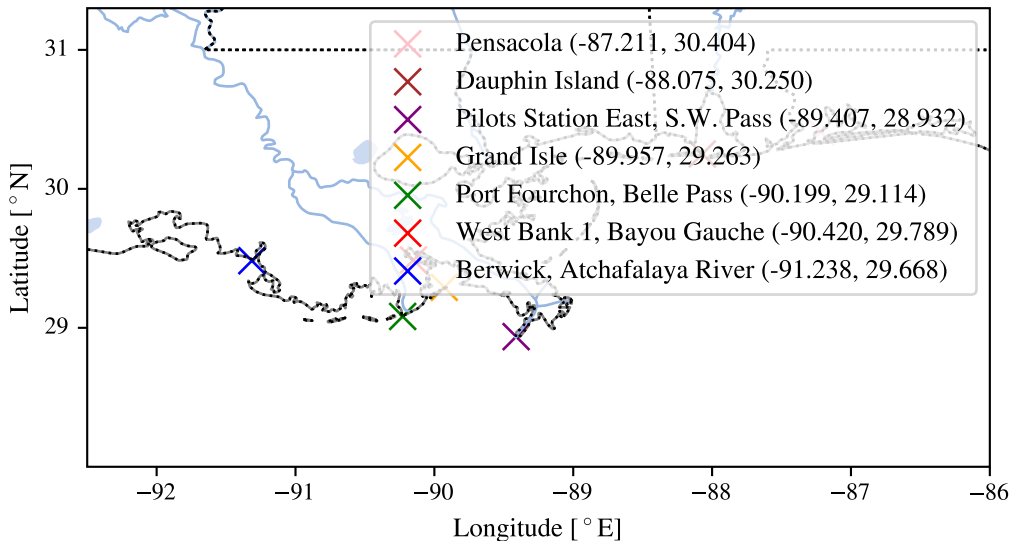 31
30
29
Latitude [°N]
Pensacola (-87.211, 30.404)
Dauphin Island (-88.075, 30.250)
Pilots Station East, S.W. Pass (-89.407, 28.932)
Grand Isle (-89.957, 29.263)
Port Fourchon, Belle Pass (-90.199, 29.114)
West Bank 1, Bayou Gauche (-90.420, 29.789)
Berwick, Atchafalaya River (-91.238, 29.668)
−92 −91 −90 −89 −88 −87 −86
Longitude [°E]